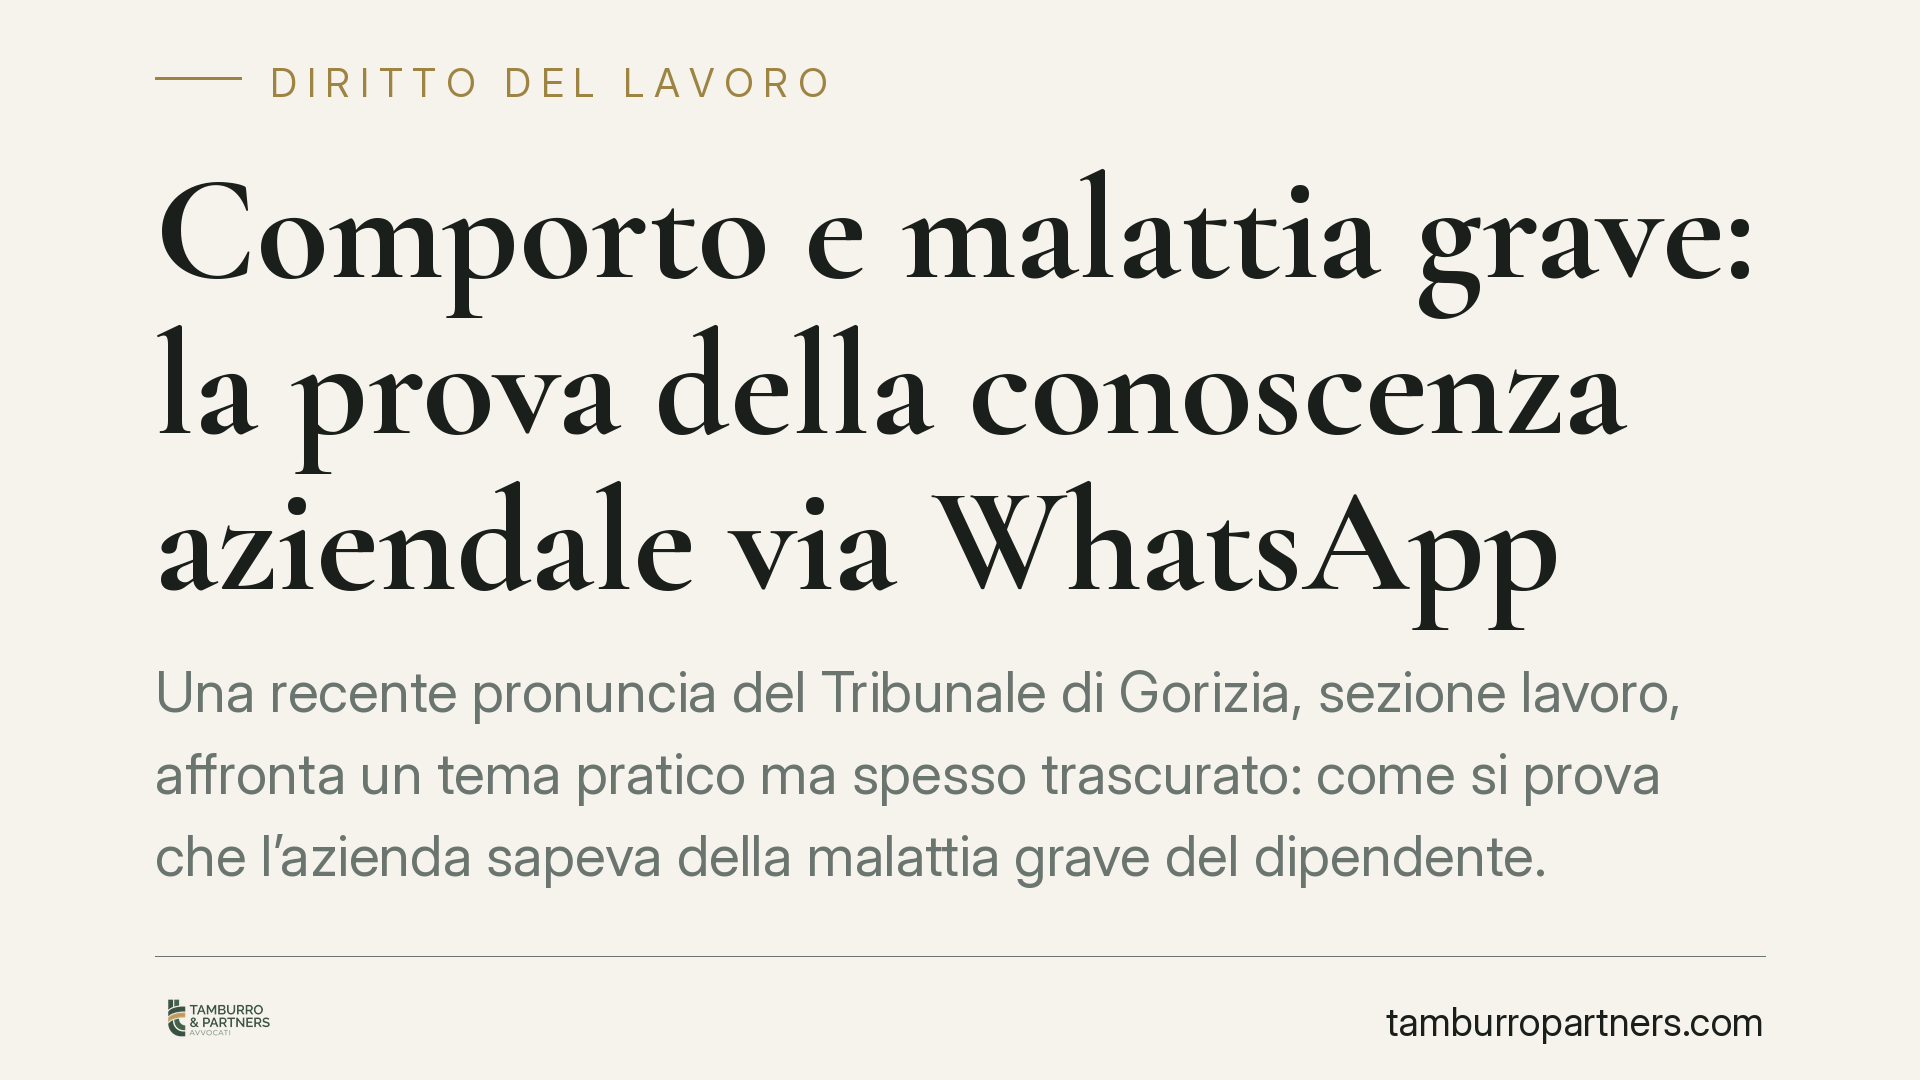 DIRITTO DEL LAVORO
Comporto e malattia grave:
la prova della conoscenza
aziendale via WhatsApp
Una recente pronuncia del Tribunale di Gorizia, sezione lavoro,
affronta un tema pratico ma spesso trascurato: come si prova
che l’azienda sapeva della malattia grave del dipendente.
TAMBURRO
& PARTNERS
AVVOCATI
tamburropartners.com